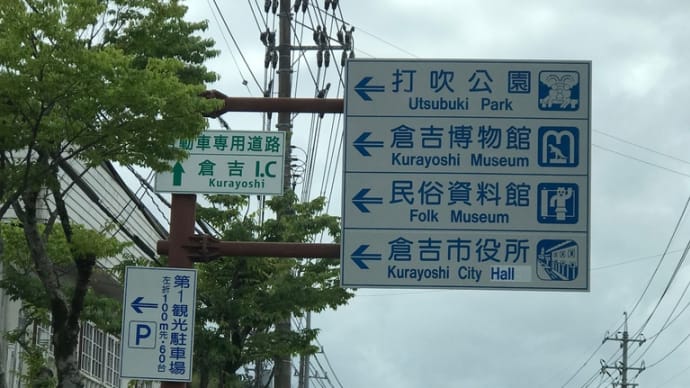 打吹公園
Utsubuki Park
倉吉博物館
Kurayoshi Museum
民俗資料館
Folk Museum
倉吉市役所
Kurayoshi City Hall
動車専用道路
倉吉 I.C
Kurayoshi
第1観光駐車場
左折100m先・60台
P